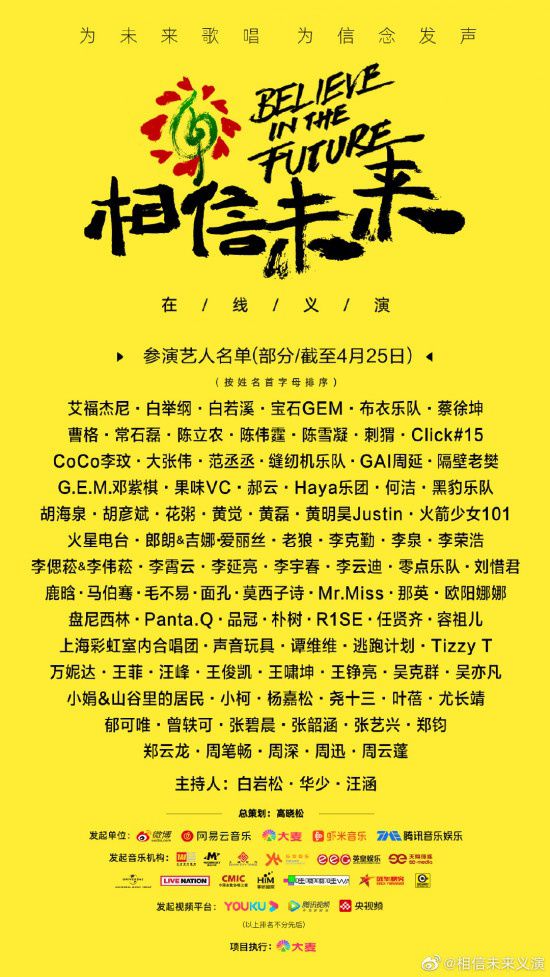 为未来歌唱 为信念发声
BELIEVE
IN THE
FUTURE
相信未来
在/线/义/演
参演艺人名单(部分/截至4月25日)
(按姓名首字母排序)
艾福杰尼·白举纲·白若溪·宝石GEM·布衣乐队·蔡徐坤
曹格·常石磊·陈立农·陈伟霆·陈雪凝·刺猬·Click#15
CoCo李玟·大张伟·范丞丞·缝纫机乐队·GAI周延·隔壁老樊
G.E.M.邓紫棋·果味VC·郝云·Haya乐团·何洁·黑豹乐队
胡海泉·胡彦斌·花粥·黄觉·黄磊·黄明昊Justin·火箭少女101
火星电台·郎朗&吉娜·爱丽丝·老狼·李克勤·李泉·李荣浩
李偲菘&李伟菘·李霄云·李延亮·李宇春·李云迪·零点乐队·刘惜君
鹿晗·马伯骞·毛不易·面孔·莫西子诗·Mr.Miss·那英·欧阳娜娜
盘尼西林·Panta.Q·品冠·朴树·R1SE·任贤齐·容祖儿
上海彩虹室内合唱团·声音玩具·谭维维·逃跑计划·Tizzy T
万妮达·王菲·汪峰·王俊凯·王啸坤·王铮亮·吴克群·吴亦凡
小娟&山谷里的居民·小柯·杨嘉松·尧十三·叶蓓·尤长靖
郁可唯·曾轶可·张碧晨·张韶涵·张艺兴·郑钧
郑云龙·周笔畅·周深·周迅·周云蓬
主持人：白岩松·华少·汪涵
总策划：高晓松
发起单位： 微博 网易云音乐 大麦 虾米音乐 TME 腾讯音乐娱乐
发起音乐机构： 英皇娱乐
LIVE NATION CMIC HIM
发起视频平台： YOUKU 腾讯视频 央视频
(以上排名不分先后)
项目执行： 大麦
@相信未来义演